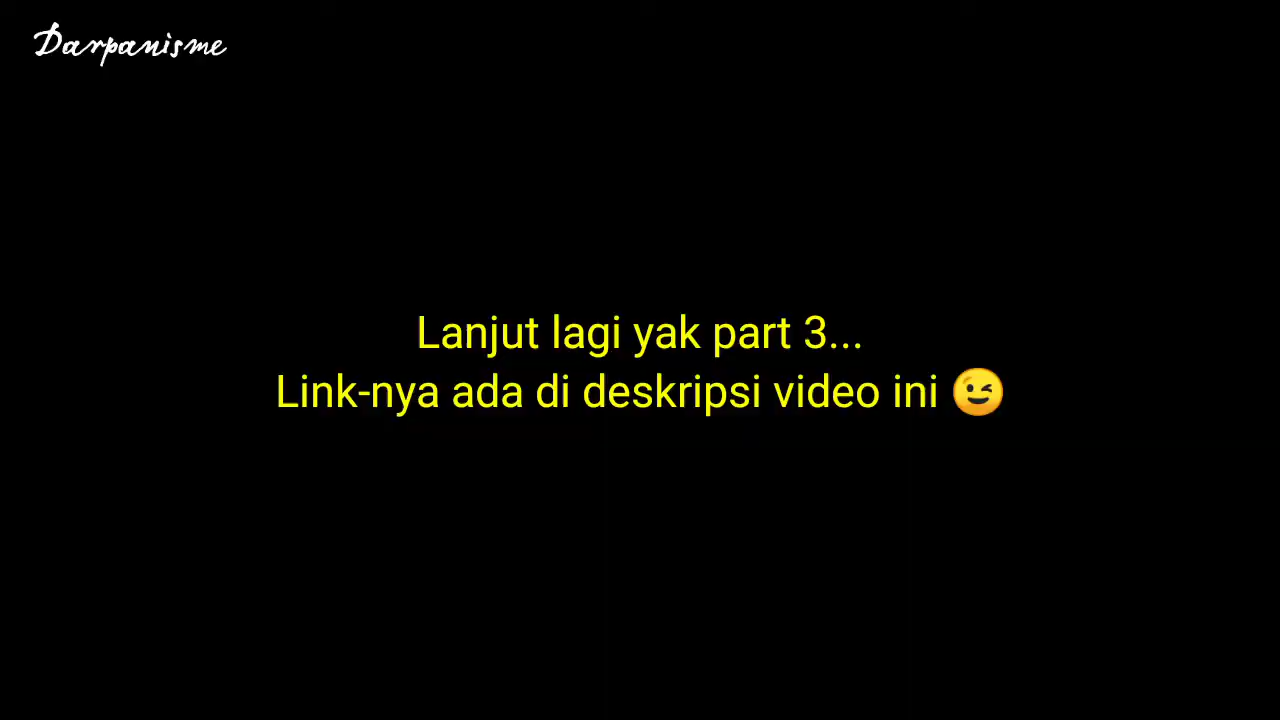 Darpanisme
Lanjut lagi yak part 3...
Link-nya ada di deskripsi video ini 😉